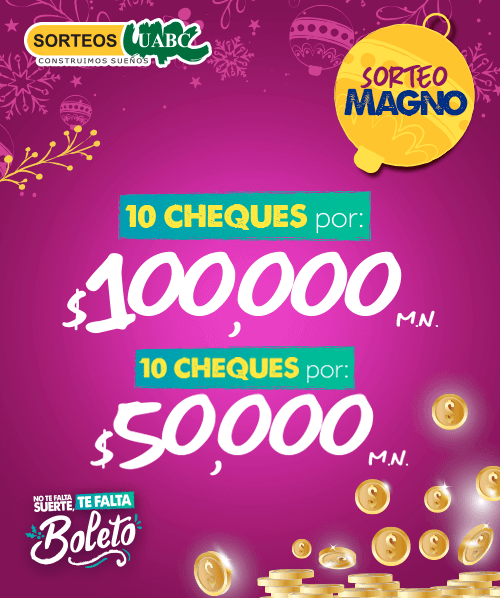 SORTEOS UABC
CONSTRUIMOS SUEÑOS
SORTEO
MAGNO
10 CHEQUES por:
$100,000 M.N.
10 CHEQUES por:
$50,000 M.N.
NO TE FALTA
SUERTE, TE FALTA
Boleto